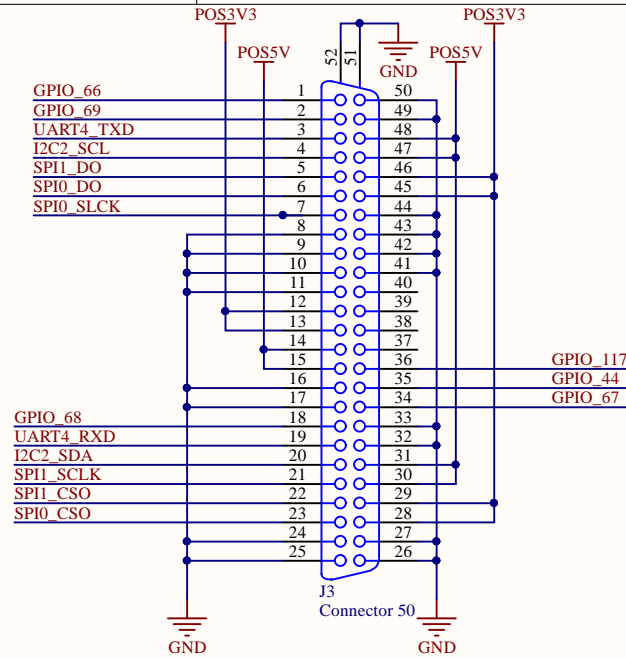 POS3V3 POS3V3
POS5V 52 51 POS5V
GND
GPIO_66 1 50
GPIO_69 2 49
UART4_TXD 3 48
I2C2_SCL 4 47
SPI1_DO 5 46
SPI0_DO 6 45
SPI0_SLCK 7 44
8 43
9 42
10 41
11 40
12 39
13 38
14 37
15 36 GPIO_117
16 35 GPIO_44
17 34 GPIO_67
GPIO_68 18 33
UART4_RXD 19 32
I2C2_SDA 20 31
SPI1_SCLK 21 30
SPI1_CSO 22 29
SPI0_CSO 23 28
24 27
25 26
J3
Connector 50
GND GND